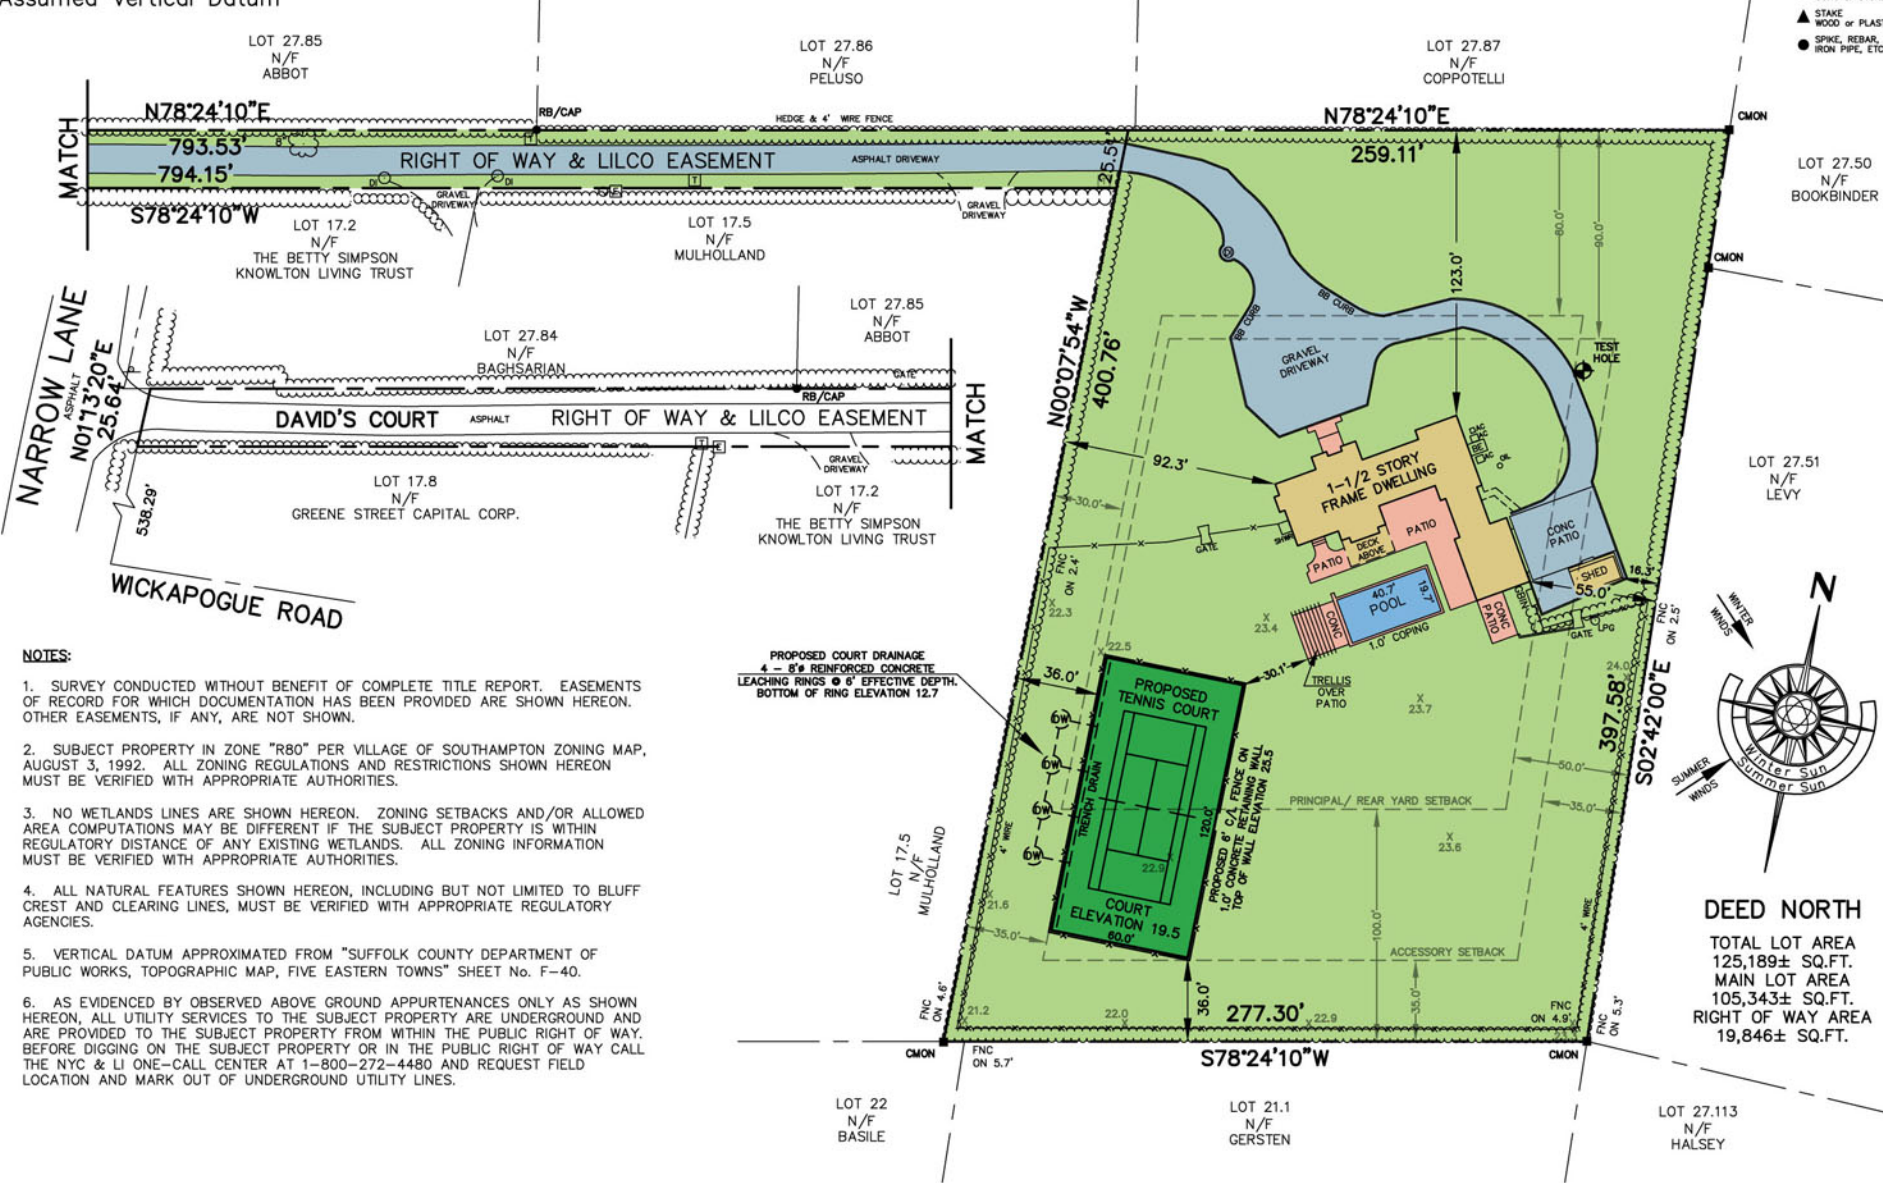 Assumed Vertical Datum
STAKE
WOOD or PLAST
SPIKE, REBAR,
IRON PIPE, ETC
LOT 27.85
N/F
ABBOT
LOT 27.86
N/F
PELUSO
LOT 27.87
N/F
COPPOTELLI
MATCH
N78°24'10"E
793.53'
794.15'
S78°24'10"W
8"
RB/CAP
HEDGE & 4' WIRE FENCE
N78°24'10"E
259.11'
CMON
RIGHT OF WAY & LILCO EASEMENT
ASPHALT DRIVEWAY
25.51'
T
DI
DI
GRAVEL
DRIVEWAY
E
T
GRAVEL
DRIVEWAY
LOT 17.2
N/F
THE BETTY SIMPSON
KNOWLTON LIVING TRUST
LOT 17.5
N/F
MULHOLLAND
LOT 27.50
N/F
BOOKBINDER
CMON
80.0'
90.0'
123.0'
NARROW LANE
ASPHALT
N01°13'20"E
25.64'
LOT 27.84
N/F
BAGHSARIAN
LOT 27.85
N/F
ABBOT
GATE
RB/CAP
MATCH
DAVID'S COURT
ASPHALT
RIGHT OF WAY & LILCO EASEMENT
T
E
GRAVEL
DRIVEWAY
LOT 17.8
N/F
GREENE STREET CAPITAL CORP.
LOT 17.2
N/F
THE BETTY SIMPSON
KNOWLTON LIVING TRUST
538.29'
WICKAPOGUE ROAD
N00°07'54"W
400.76'
BB CURB
BB CURB
GRAVEL
DRIVEWAY
TEST
HOLE
92.3'
30.0'
1-1/2 STORY
FRAME DWELLING
PATIO
DECK
ABOVE
PATIO
SHWR
GATE
CONC
PATIO
SHED
16.3'
55.0'
GBIN
CONC
PATIO
GATE
LPG
40.7'
19.7'
POOL
CONC
1.0' COPING
TRELLIS
OVER
PATIO
FNC
ON 2.4'
22.3
23.4
22.5
FNC
ON 2.5'
24.0
23.7
LOT 27.51
N/F
LEVY
WINTER
WINDS
N
SUMMER
WINDS
Winter Sun
Summer Sun
397.58'
S02°42'00"E
PROPOSED COURT DRAINAGE
4 - 8'ø REINFORCED CONCRETE
LEACHING RINGS @ 6' EFFECTIVE DEPTH.
BOTTOM OF RING ELEVATION 12.7
36.0'
30.1'
PROPOSED
TENNIS COURT
DW
DW
DW
DW
TRENCH DRAIN
120.0'
22.9
COURT
ELEVATION 19.5
60.0'
PROPOSED 6' C/L FENCE ON
1.0' CONCRETE RETAINING WALL
TOP OF WALL ELEVATION 25.5
PRINCIPAL/ REAR YARD SETBACK
50.0'
35.0'
23.6
100.0'
ACCESSORY SETBACK
35.0'
4' WIRE
4' WIRE
LOT 17.5
N/F
MULHOLLAND
21.6
35.0'
FNC
ON 4.6'
21.2
22.0
36.0'
277.30'
22.9
FNC
ON 4.9'
FNC
ON 5.3'
CMON
FNC
ON 5.7'
S78°24'10"W
CMON
LOT 22
N/F
BASILE
LOT 21.1
N/F
GERSTEN
LOT 27.113
N/F
HALSEY
DEED NORTH
TOTAL LOT AREA
125,189± SQ.FT.
MAIN LOT AREA
105,343± SQ.FT.
RIGHT OF WAY AREA
19,846± SQ.FT.
NOTES:
1. SURVEY CONDUCTED WITHOUT BENEFIT OF COMPLETE TITLE REPORT. EASEMENTS
OF RECORD FOR WHICH DOCUMENTATION HAS BEEN PROVIDED ARE SHOWN HEREON.
OTHER EASEMENTS, IF ANY, ARE NOT SHOWN.
2. SUBJECT PROPERTY IN ZONE "R80" PER VILLAGE OF SOUTHAMPTON ZONING MAP,
AUGUST 3, 1992. ALL ZONING REGULATIONS AND RESTRICTIONS SHOWN HEREON
MUST BE VERIFIED WITH APPROPRIATE AUTHORITIES.
3. NO WETLANDS LINES ARE SHOWN HEREON. ZONING SETBACKS AND/OR ALLOWED
AREA COMPUTATIONS MAY BE DIFFERENT IF THE SUBJECT PROPERTY IS WITHIN
REGULATORY DISTANCE OF ANY EXISTING WETLANDS. ALL ZONING INFORMATION
MUST BE VERIFIED WITH APPROPRIATE AUTHORITIES.
4. ALL NATURAL FEATURES SHOWN HEREON, INCLUDING BUT NOT LIMITED TO BLUFF
CREST AND CLEARING LINES, MUST BE VERIFIED WITH APPROPRIATE REGULATORY
AGENCIES.
5. VERTICAL DATUM APPROXIMATED FROM "SUFFOLK COUNTY DEPARTMENT OF
PUBLIC WORKS, TOPOGRAPHIC MAP, FIVE EASTERN TOWNS" SHEET No. F-40.
6. AS EVIDENCED BY OBSERVED ABOVE GROUND APPURTENANCES ONLY AS SHOWN
HEREON, ALL UTILITY SERVICES TO THE SUBJECT PROPERTY ARE UNDERGROUND AND
ARE PROVIDED TO THE SUBJECT PROPERTY FROM WITHIN THE PUBLIC RIGHT OF WAY.
BEFORE DIGGING ON THE SUBJECT PROPERTY OR IN THE PUBLIC RIGHT OF WAY CALL
THE NYC & LI ONE-CALL CENTER AT 1-800-272-4480 AND REQUEST FIELD
LOCATION AND MARK OUT OF UNDERGROUND UTILITY LINES.